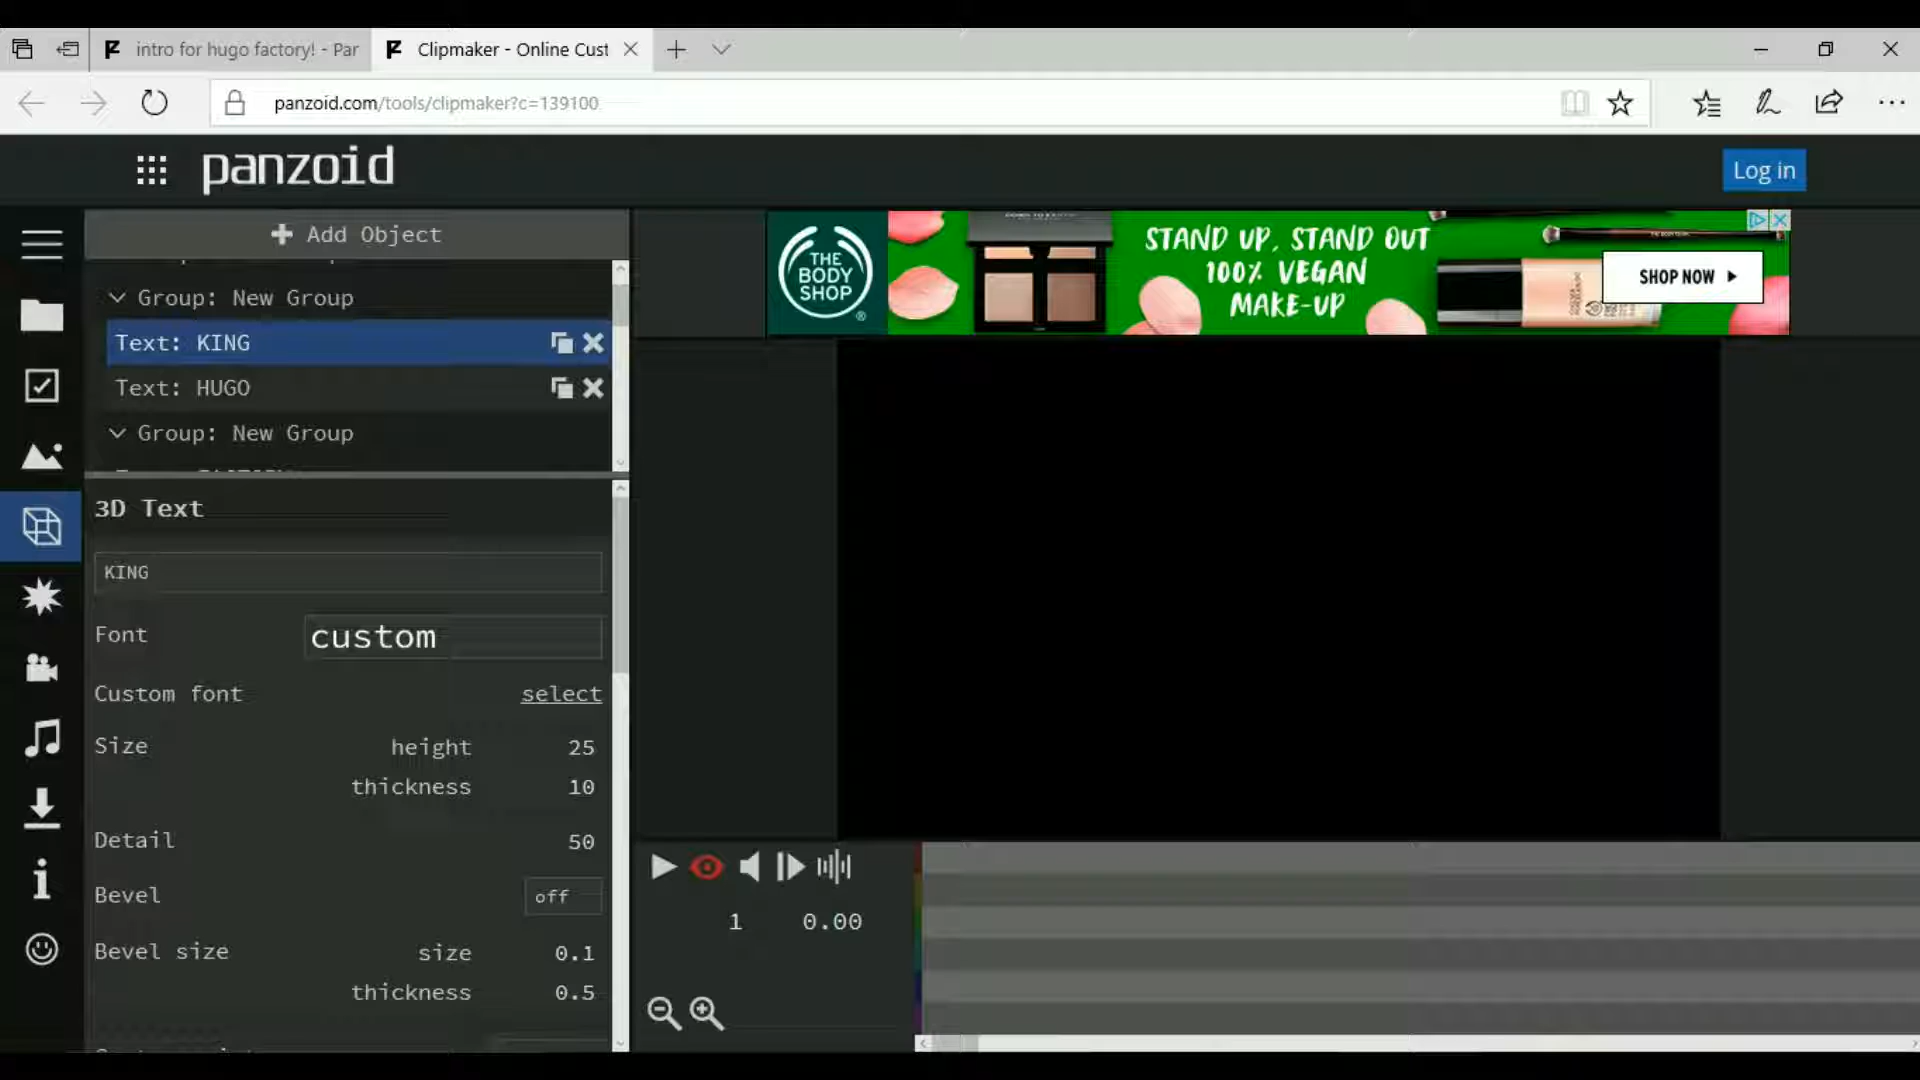 intro for hugo factory! - Par
Clipmaker - Online Cust
panzoid.com/tools/clipmaker?c=139100
panzoid
Log in
Add Object
Group: New Group
Text: KING
Text: HUGO
Group: New Group
3D Text
KING
Font custom
Custom font select
Size height 25
thickness 10
Detail 50
Bevel off
Bevel size size 0.1
thickness 0.5
THE
BODY
SHOP
®
STAND UP, STAND OUT
100% VEGAN
MAKE-UP
SHOP NOW
1 0.00